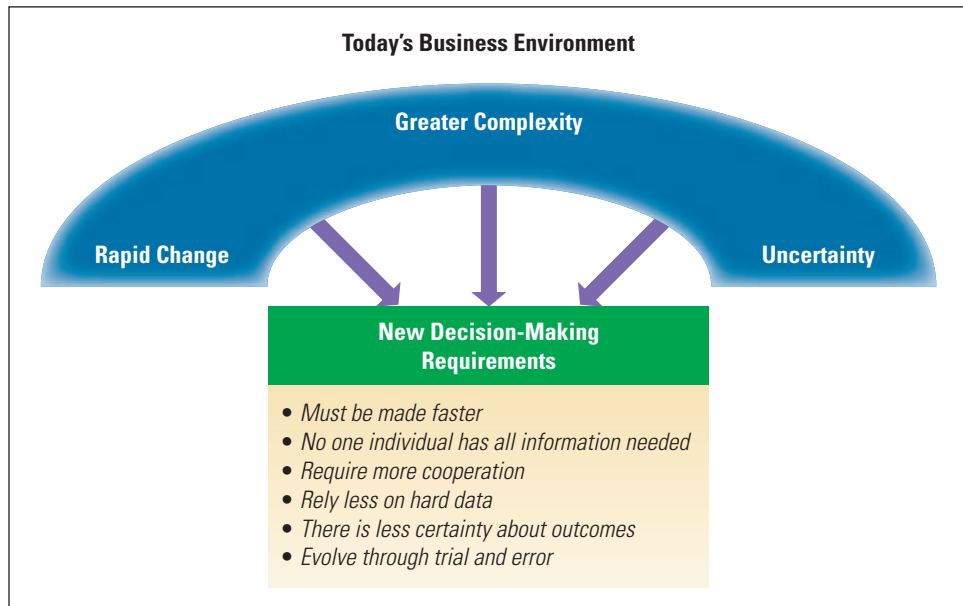 Today's Business Environment
Greater Complexity
Rapid Change
Uncertainty
New Decision-Making
Requirements
• Must be made faster
• No one individual has all information needed
• Require more cooperation
• Rely less on hard data
• There is less certainty about outcomes
• Evolve through trial and error